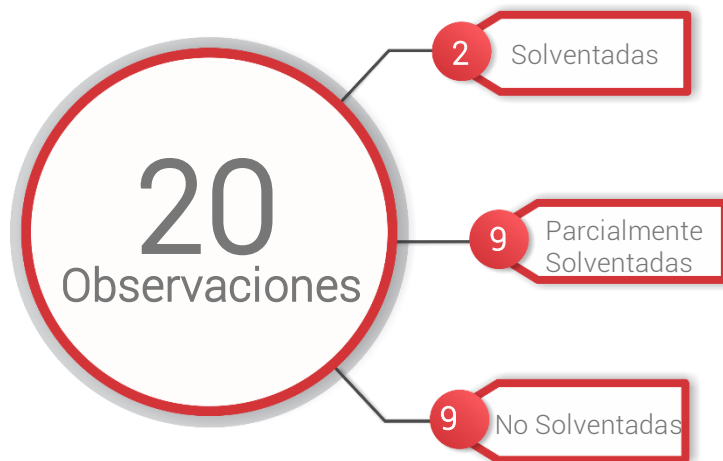 20
Observaciones
2
Solventadas
9
Parcialmente
Solventadas
9
No Solventadas